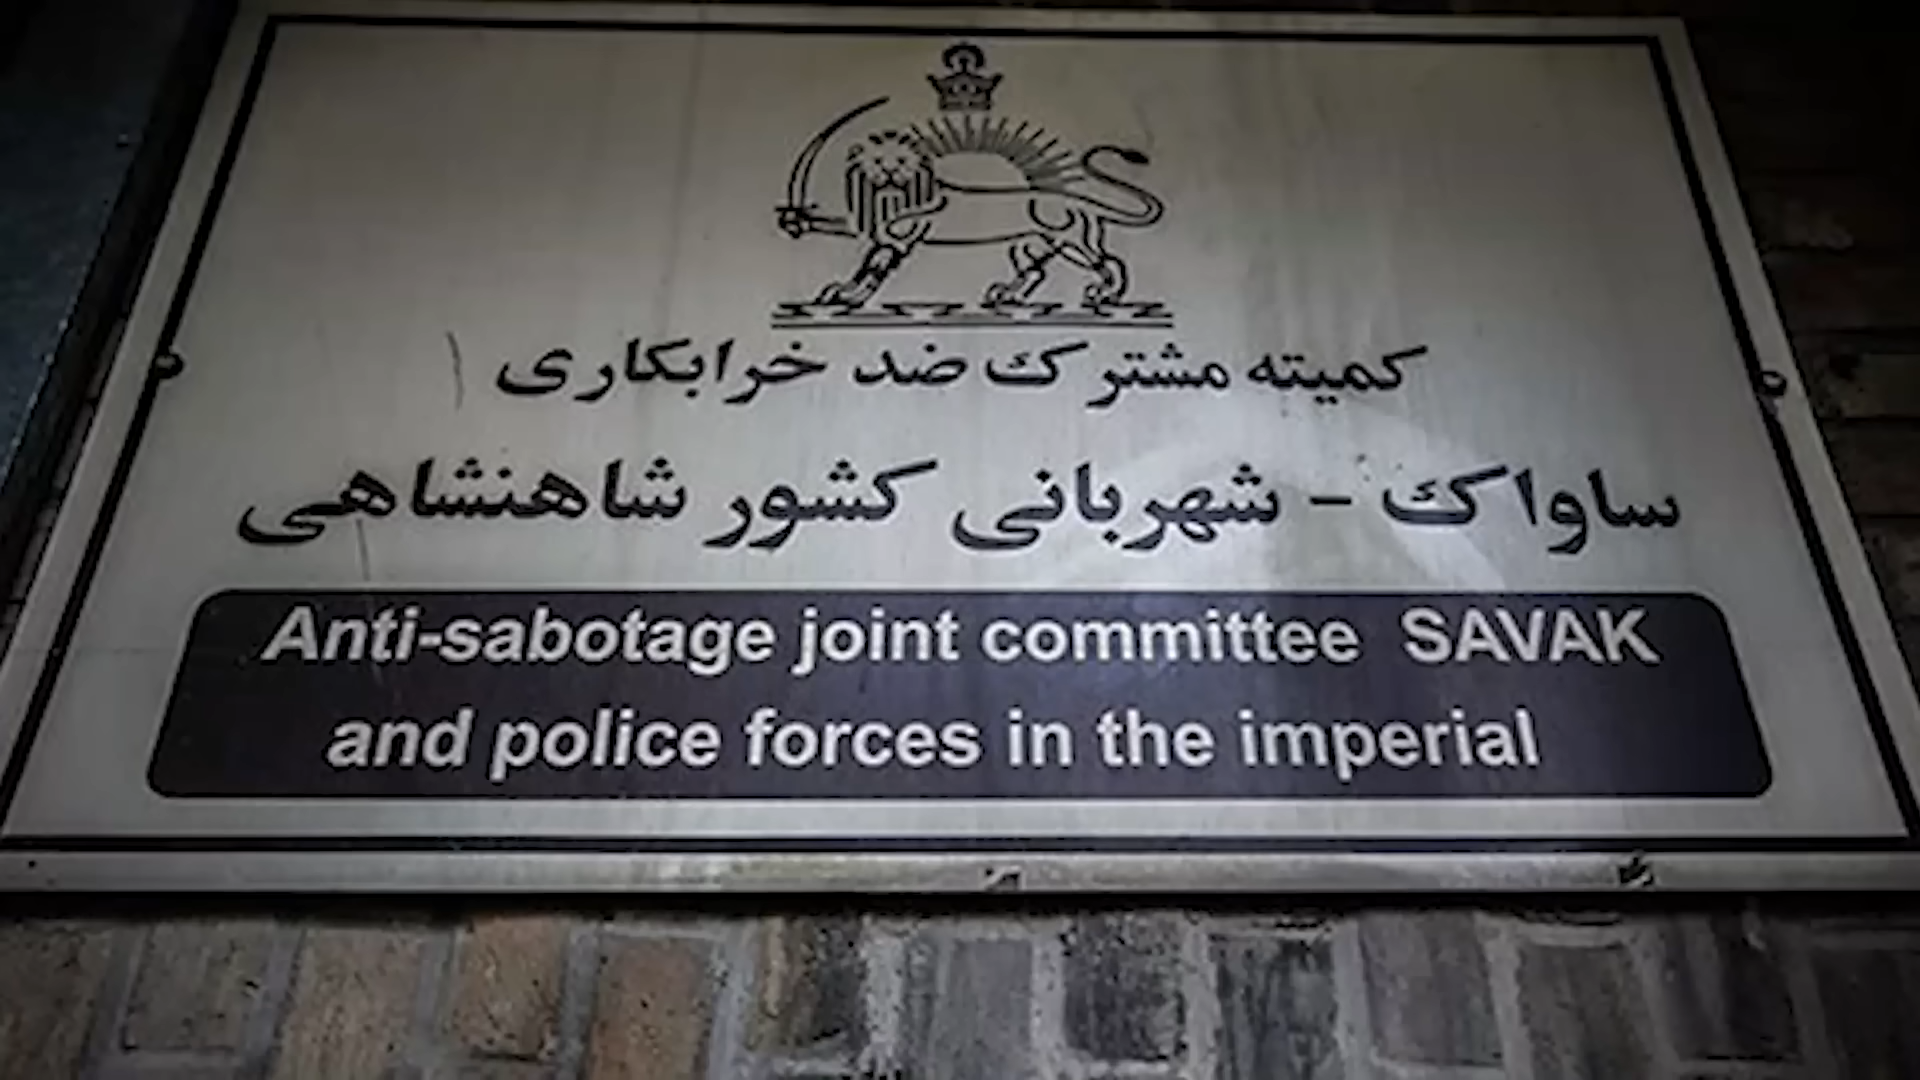 کمیته مشترک ضد خرابکاری
ساواک - شهربانی کشور شاهنشاهی
Anti-sabotage joint committee SAVAK
and police forces in the imperial